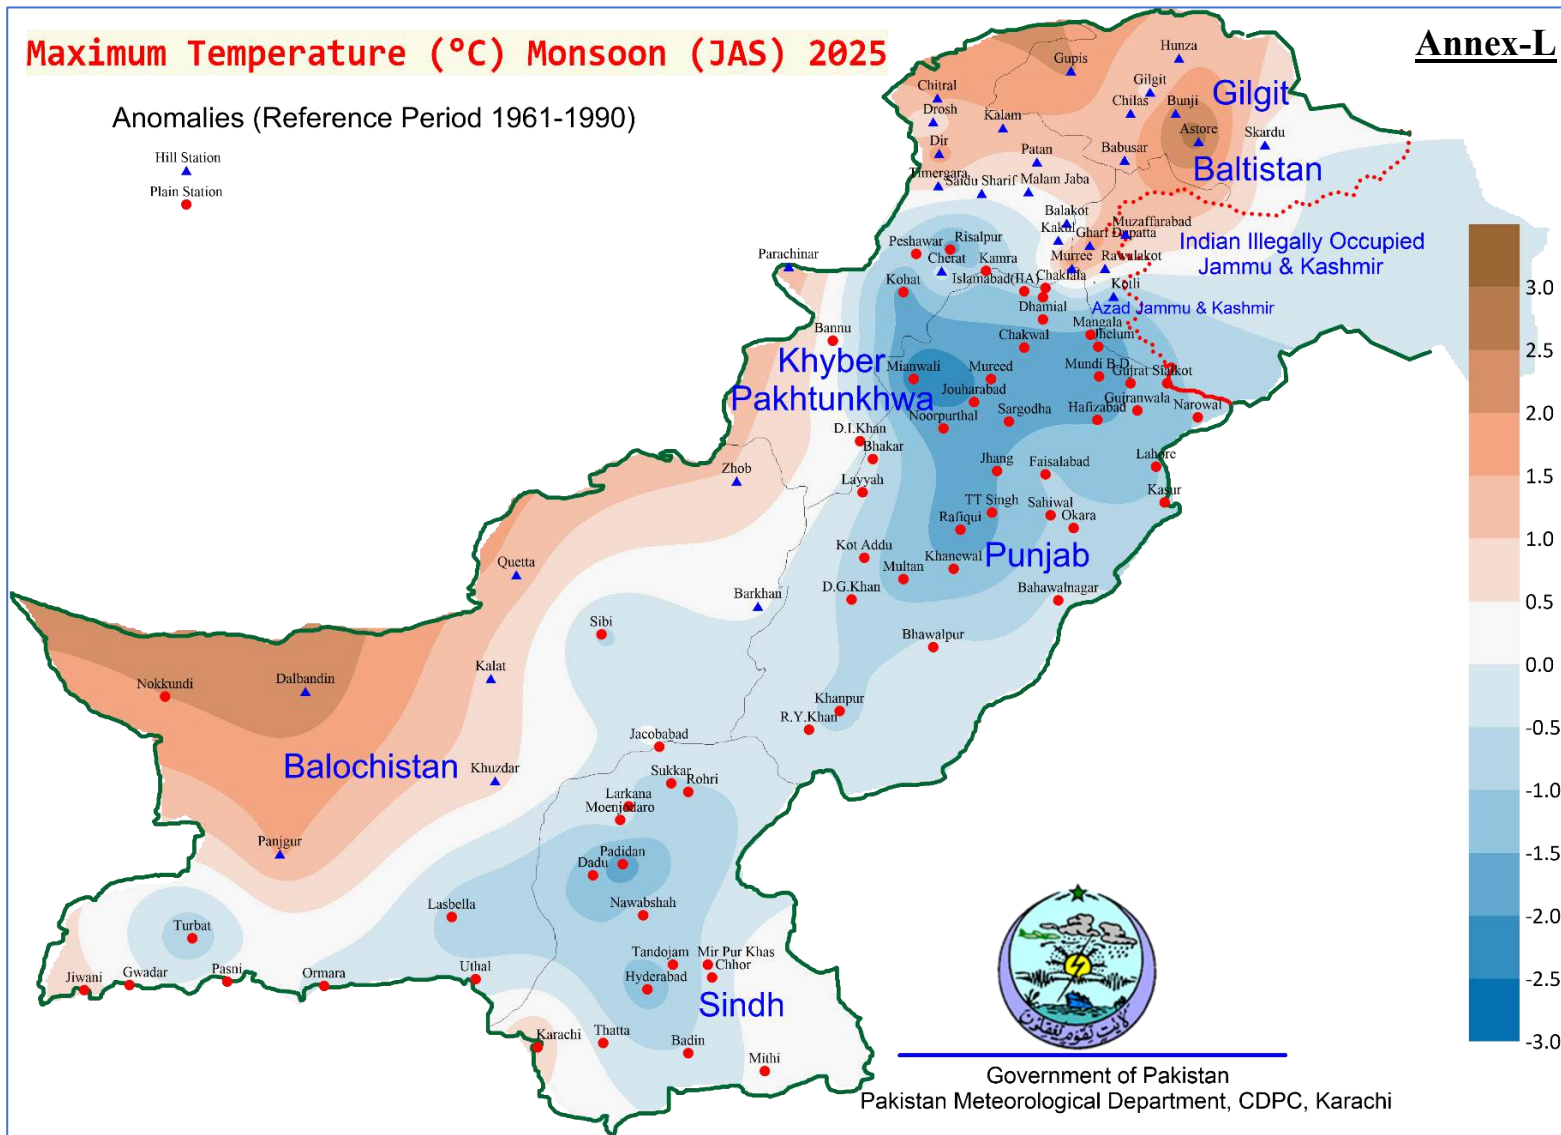 Maximum Temperature (°C) Monsoon (JAS) 2025
Annex-L
Anomalies (Reference Period 1961-1990)
Hill Station
Plain Station
Hunza
Gupis
Gilgit
Gilgit
Chitral
Chilas
Bunji
Drosh
Kalam
Astore
Skardu
Dir
Patan
Babusar
Baltistan
Timergara
Saidu Sharif
Malam Jaba
Balakot
Muzaffarabad
Kakul
Gharf Dupatta
Peshawar
Risalpur
Indian Illegally Occupied
Jammu & Kashmir
Parachinar
Cherat
Kamra
Murree
Rawalakot
Kohat
Islamabad(IIA)
Chaklala
Kotli
3.0
Dhamial
Azad Jammu & Kashmir
Bannu
Chakwal
Mangala
Jhelum
2.5
Khyber
Pakhtunkhwa
Mianwali
Mureed
Mundi B.D
Gujrat
Sialkot
Jouharabad
Gujranwala
Noorpurthal
Sargodha
Hafizabad
Narowal
2.0
D.I.Khan
Bhakar
Zhob
Layyah
Jhang
Faisalabad
Lahore
1.5
Kasur
TT Singh
Sahiwal
Okara
Rafiqui
1.0
Kot Addu
Khanewal
Punjab
Quetta
Multan
Barkhan
D.G.Khan
Bahawalnagar
0.5
Sibi
Bhawalpur
0.0
Nokkundi
Dalbandin
Kalat
Khanpur
R.Y.Khan
-0.5
Jacobabad
Balochistan
Khuzdar
Sukkar
Rohri
-1.0
Larkana
Moenjodaro
Panjgur
Padidan
Dadu
-1.5
Lasbella
Nawabshah
-2.0
Turbat
Tandojam
Mir Pur Khas
Chhor
Jiwani
Gwadar
Pasni
Ormara
Uthal
Hyderabad
-2.5
Sindh
Karachi
Thatta
Badin
Mithi
-3.0
Government of Pakistan
Pakistan Meteorological Department, CDPC, Karachi